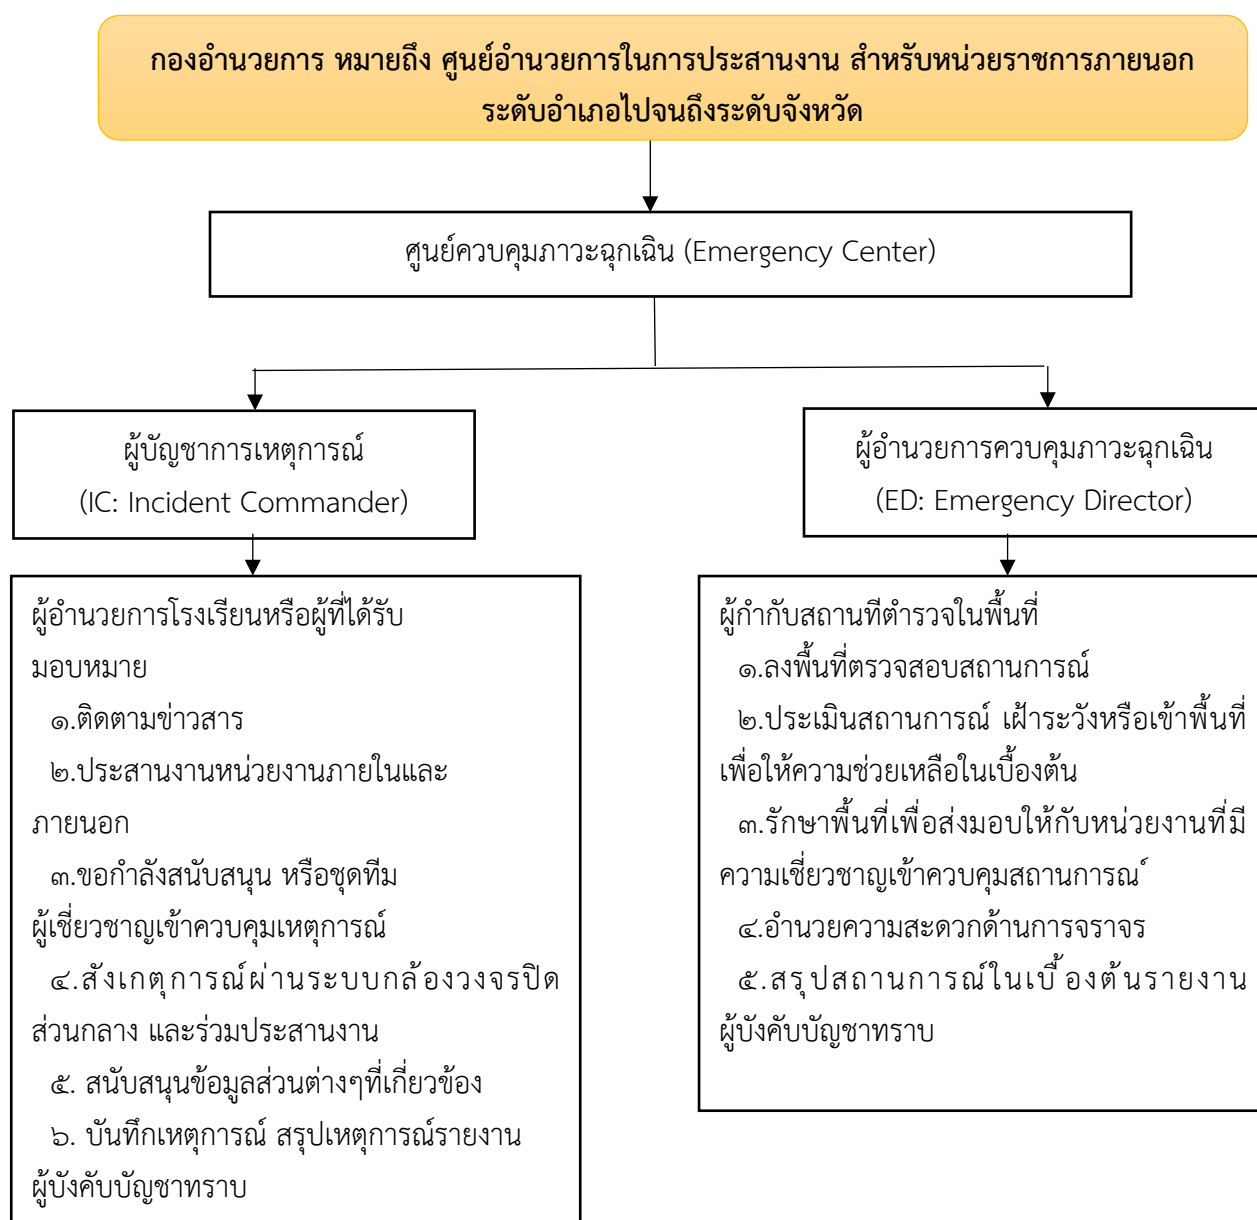 กองอำนวยการ หมายถึง ศูนย์อำนวยการในการประสานงาน สำหรับหน่วยราชการภายนอก
ระดับอำเภอไปจนถึงระดับจังหวัด
ศูนย์ควบคุมภาวะฉุกเฉิน (Emergency Center)
ผู้บัญชาการเหตุการณ์
(IC: Incident Commander)
ผู้อำนวยการควบคุมภาวะฉุกเฉิน
(ED: Emergency Director)
ผู้อำนวยการโรงเรียนหรือผู้ที่ได้รับ
มอบหมาย
๑.ติดตามข่าวสาร
๒.ประสานงานหน่วยงานภายในและ
ภายนอก
๓.ขอกำลังสนับสนุน หรือชุดทีม
ผู้เชี่ยวชาญเข้าควบคุมเหตุการณ์
๔.สังเกตุการณ์ผ่านระบบกล้องวงจรปิด
ส่วนกลาง และร่วมประสานงาน
๕. สนับสนุนข้อมูลส่วนต่างๆที่เกี่ยวข้อง
๖. บันทึกเหตุการณ์ สรุปเหตุการณ์รายงาน
ผู้บังคับบัญชาทราบ
ผู้กำกับสถานทีตำรวจในพื้นที่
๑.ลงพื้นที่ตรวจสอบสถานการณ์
๒.ประเมินสถานการณ์ เฝ้าระวังหรือเข้าพื้นที่
เพื่อให้ความช่วยเหลือในเบื้องต้น
๓.รักษาพื้นที่เพื่อส่งมอบให้กับหน่วยงานที่มี
ความเชี่ยวชาญเข้าควบคุมสถานการณ์
๔.อำนวยความสะดวกด้านการจราจร
๕.สรุปสถานการณ์ในเบื้องต้นรายงาน
ผู้บังคับบัญชาทราบ